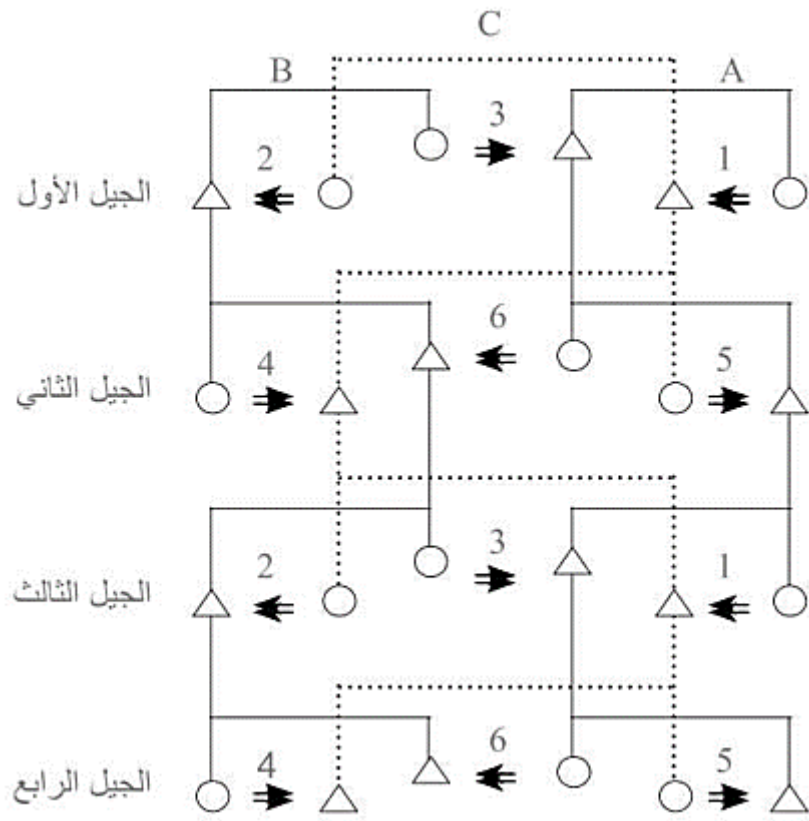 C
B A
3
2 1
الجيل الأول
6
4 5
الجيل الثاني
3
2 1
الجيل الثالث
6
4 5
الجيل الرابع